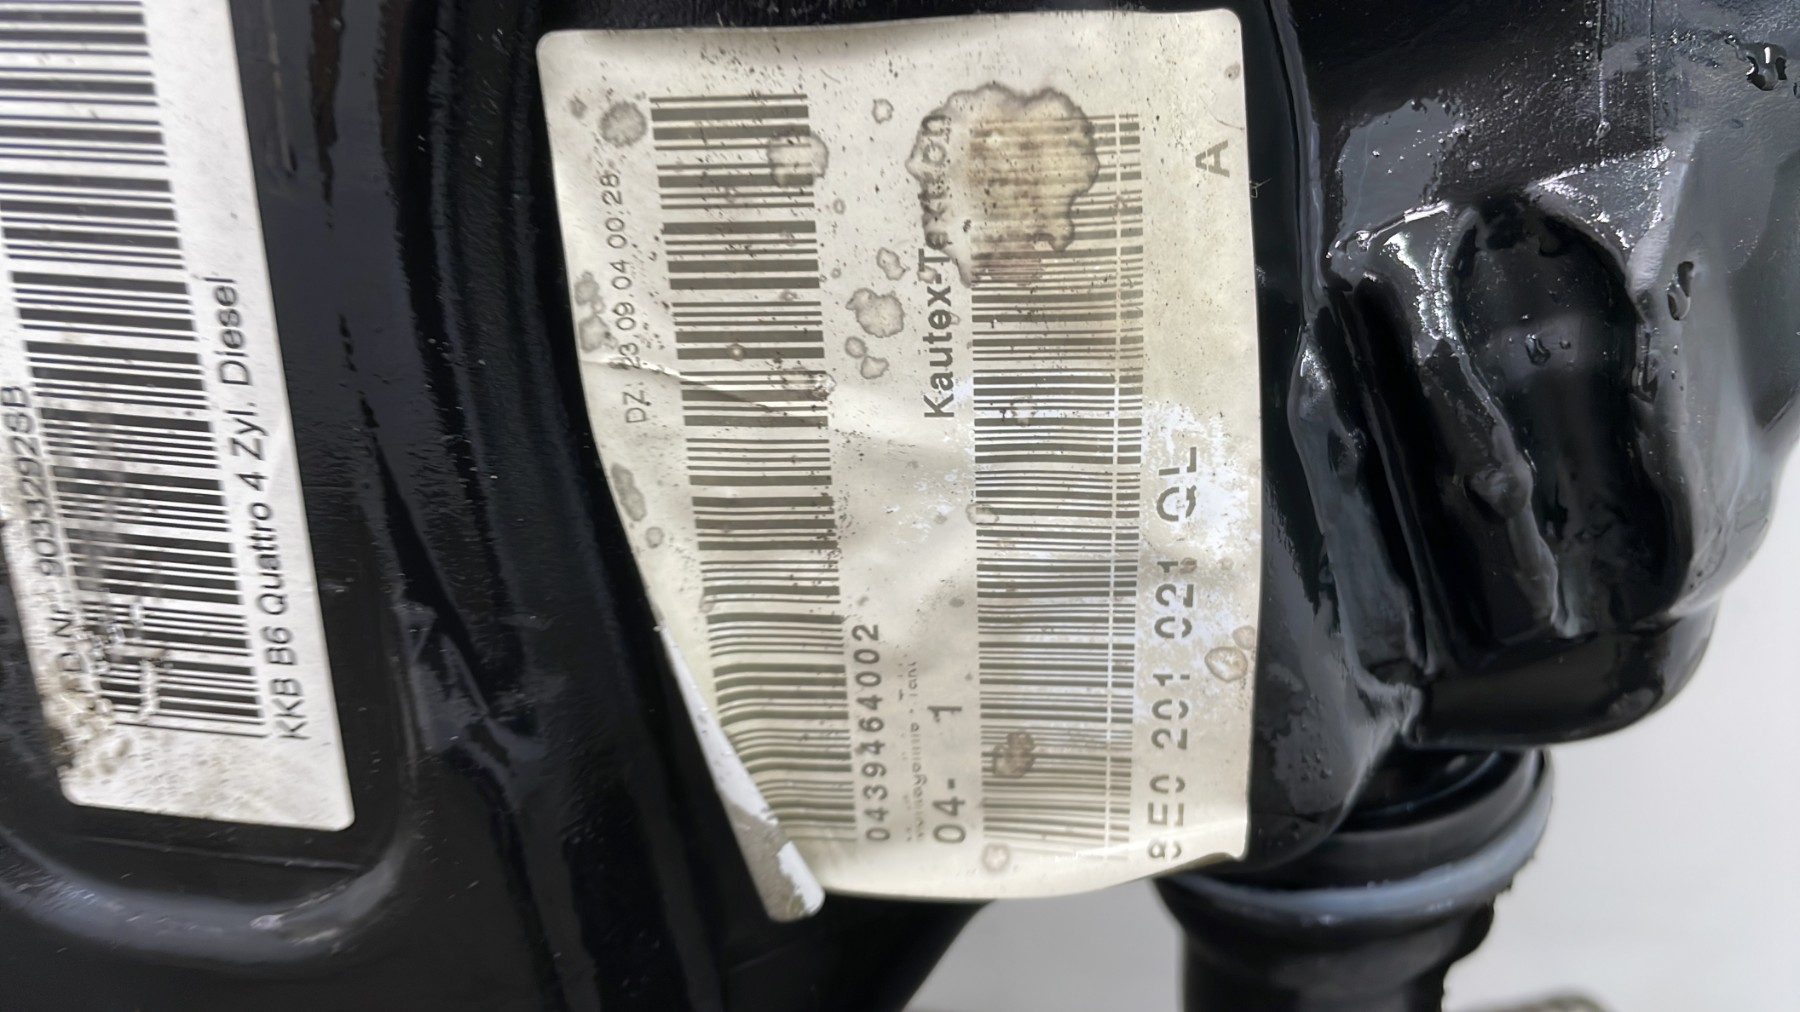 90332928B
KKB B6 Quattro 4 Zyl. Diesel
DZ: 23.09.04 00:28
0439464002
04- 1
Kautex-Textron
8E0 201 021 QL
A